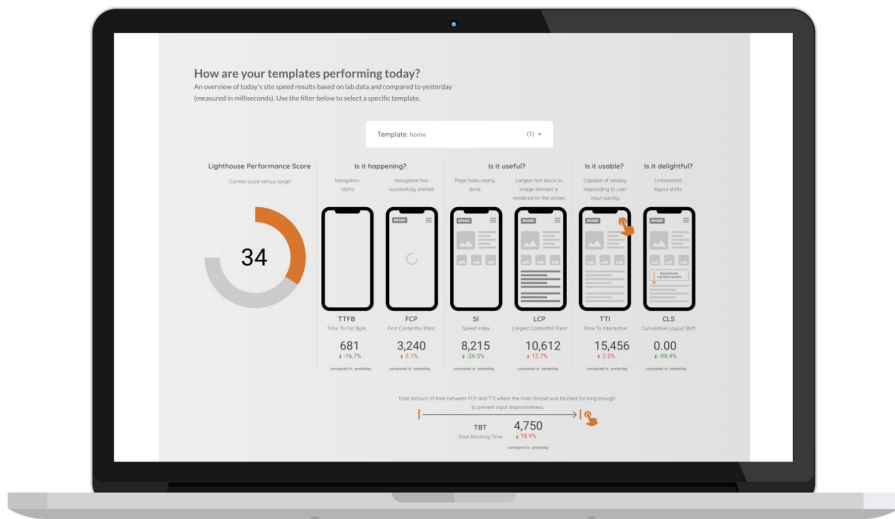 How are your templates performing today?
An overview of today's site speed results based on lab data and compared to yesterday
(measured in milliseconds). Use the filter below to select a specific template.
Template: home (1)
Lighthouse Performance Score
Current score versus target
34
Is it happening?
Navigation
starts
Navigation has
successfully started
Is it useful?
Page looks nearly
done
Largest text block or
image element is
rendered on the screen
Is it usable?
Capable of reliably
responding to user
input quickly
Is it delightful?
Unexpected
layout shifts
BRAND
BRAND
BRAND
BRAND
BRAND
TTFB
Time To Fist Byte
681
-16.7%
compared to yesterday
FCP
First Contentful Paint
3,240
2.1%
compared to yesterday
SI
Speed Index
8,215
-26.5%
compared to yesterday
LCP
Largest Contentful Paint
10,612
12.7%
compared to yesterday
TTI
Time To Interactive
15,456
2.3%
compared to yesterday
CLS
Cumulative Layout Shift
0.00
-98.4%
compared to yesterday
Total amount of time between FCP and TTI where the main thread was blocked for long enough
to prevent input responsiveness
TBT
Total Blocking Time
4,750
18.9%
compared to yesterday